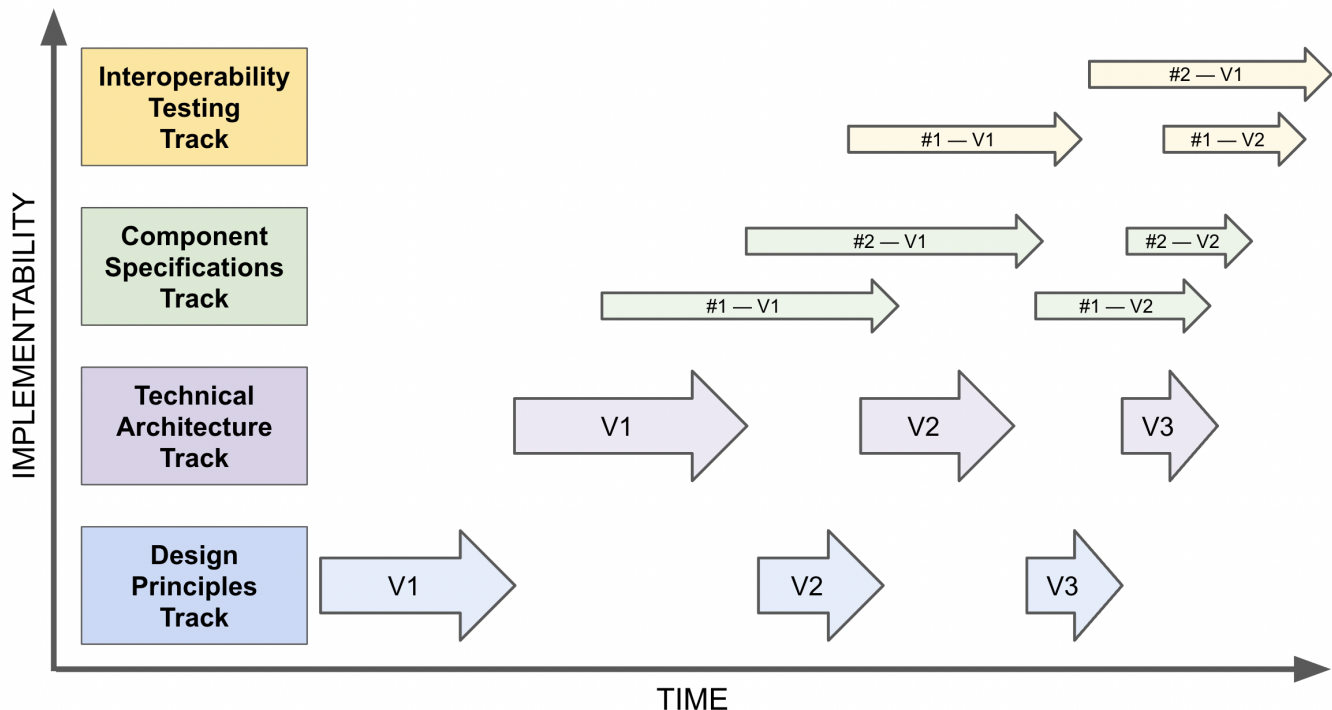 IMPLEMENTABILITY
Interoperability
Testing
Track
#2 — V1
#1 — V1
#1 — V2
Component
Specifications
Track
#2 — V1
#2 — V2
#1 — V1
#1 — V2
Technical
Architecture
Track
V1
V2
V3
Design
Principles
Track
V1
V2
V3
TIME